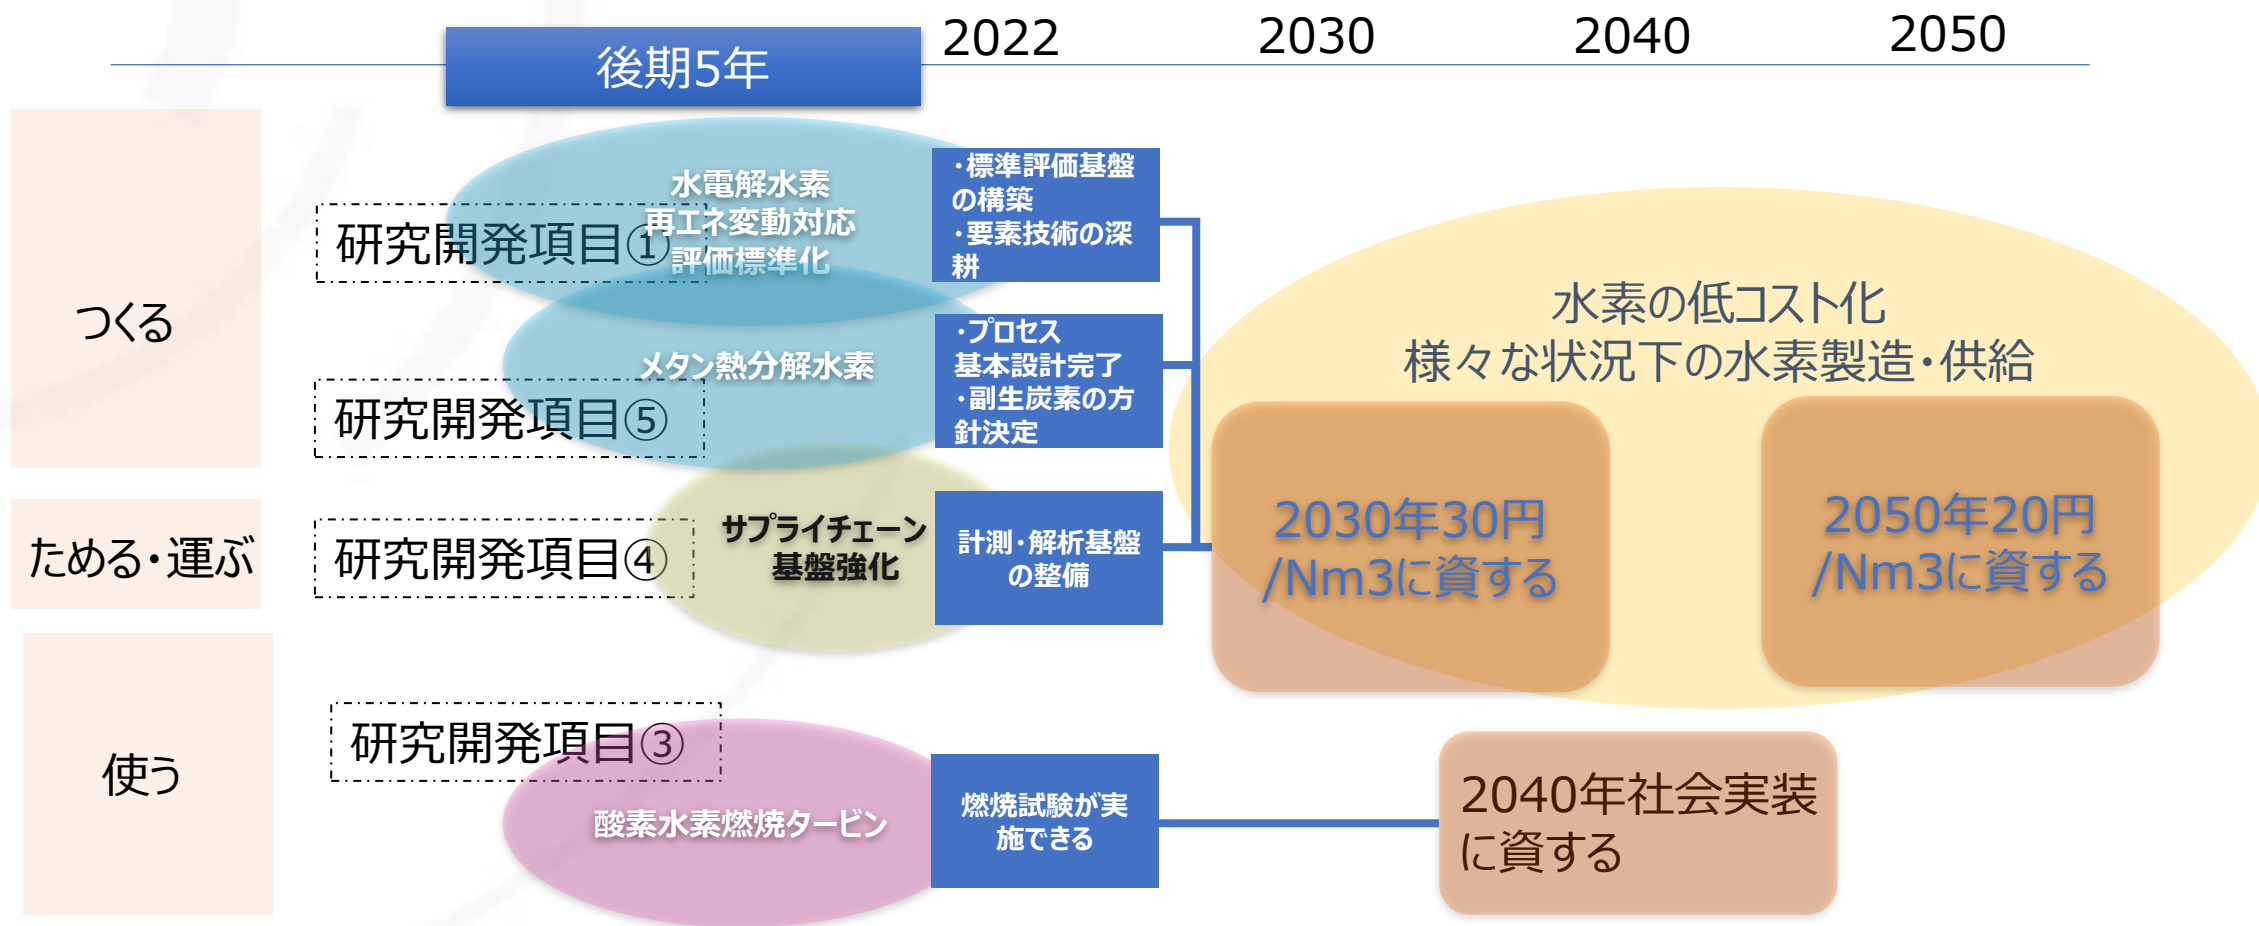 2022
2030
2040
2050
後期5年
つくる
研究開発項目①
水電解水素
再エネ変動対応
評価標準化
・標準評価基盤
の構築
・要素技術の深
耕
研究開発項目⑤
メタン熱分解水素
・プロセス
基本設計完了
・副生炭素の方
針決定
水素の低コスト化
様々な状況下の水素製造・供給
ためる・運ぶ
研究開発項目④
サプライチェーン
基盤強化
計測・解析基盤
の整備
2030年30円
/Nm3に資する
2050年20円
/Nm3に資する
使う
研究開発項目③
酸素水素燃焼タービン
燃焼試験が実
施できる
2040年社会実装
に資する